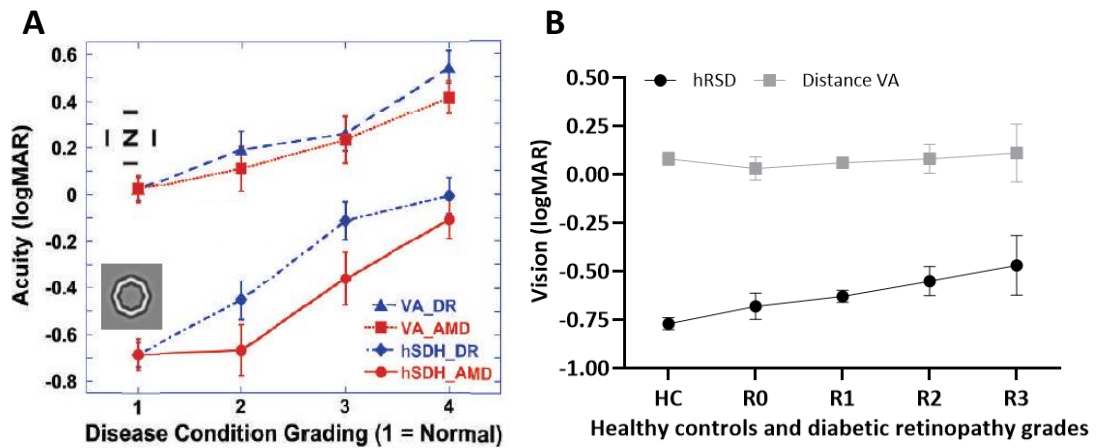 A
Acuity (logMAR)
0.6
0.4
0.2
0
-0.2
-0.4
-0.6
-0.8
N
VA_DR
VA_AMD
hSDH_DR
hSDH_AMD
1 2 3 4
Disease Condition Grading (1 = Normal)
B
hRSD Distance VA
Vision (logMAR)
0.50
0.25
0.00
-0.25
-0.50
-0.75
-1.00
HC R0 R1 R2 R3
Healthy controls and diabetic retinopathy grades